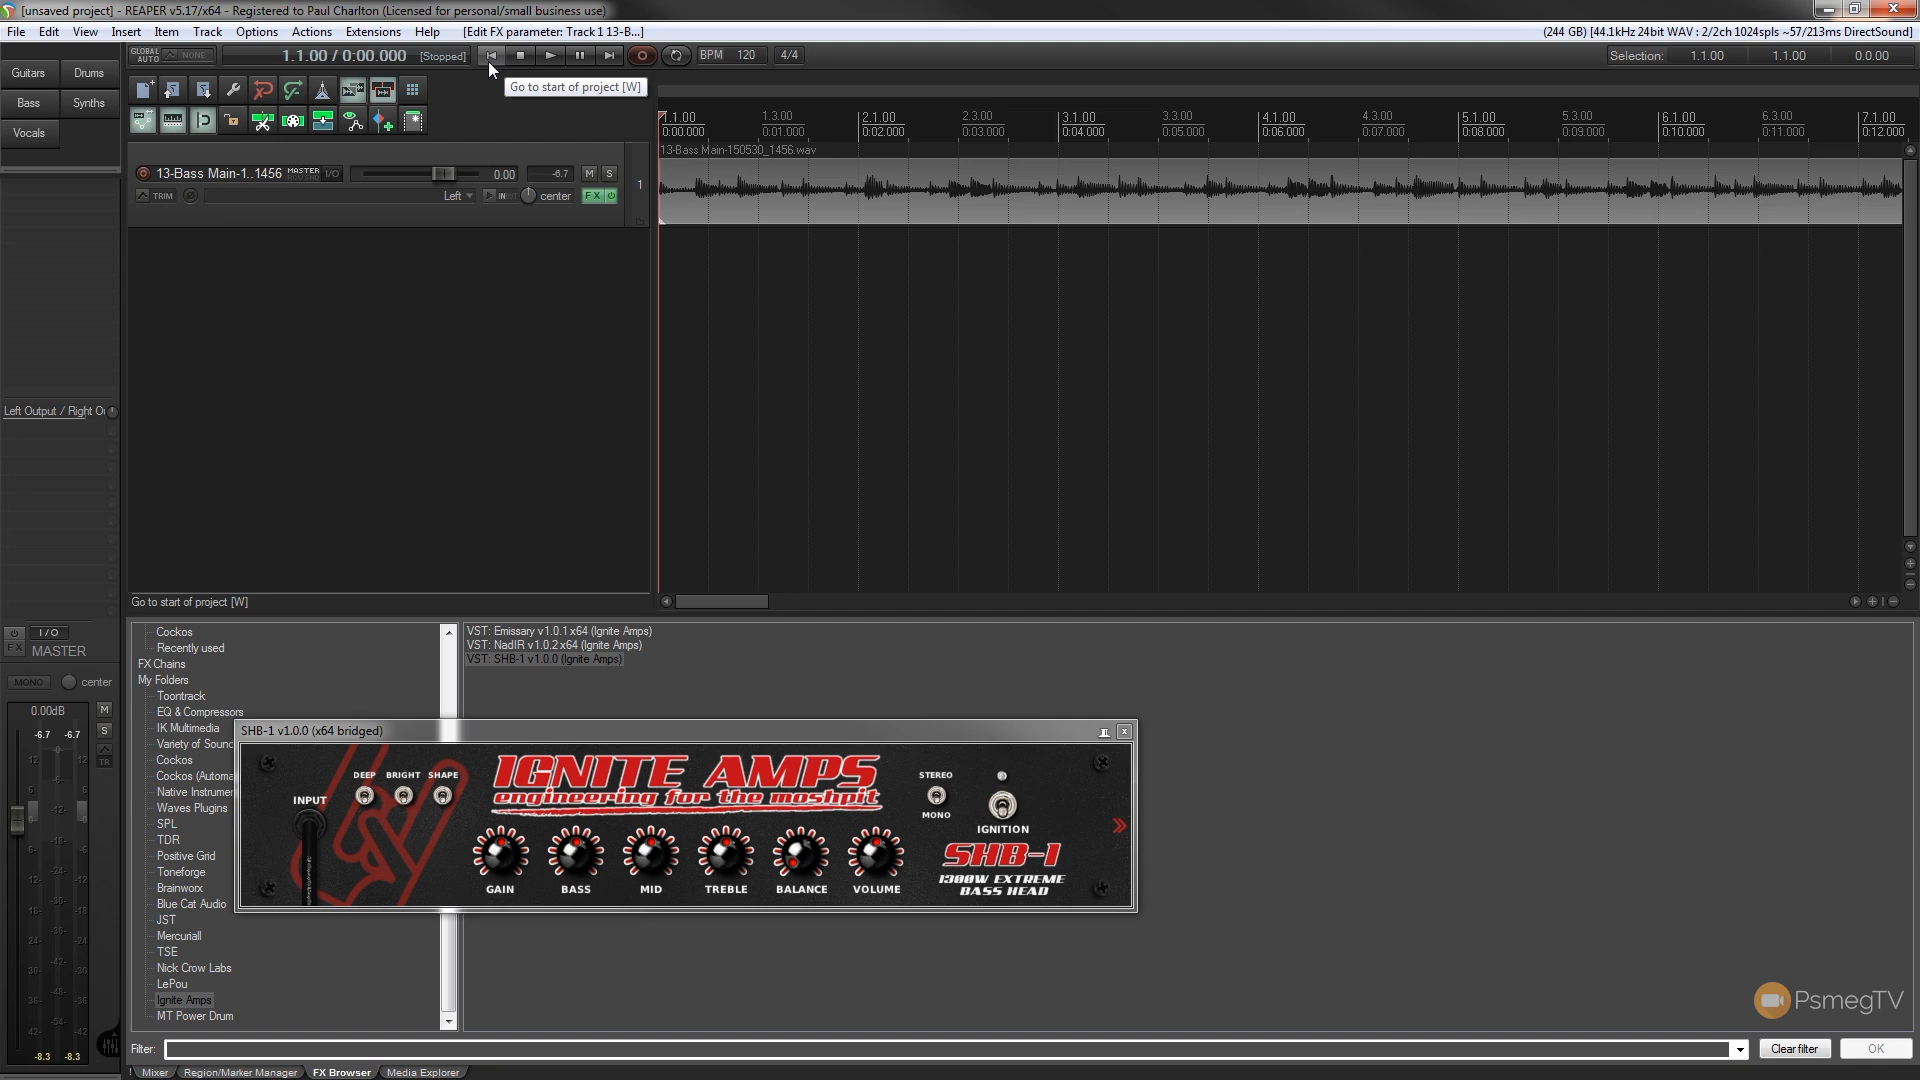 [unsaved project] - REAPER v5.17/x64 - Registered to Paul Charlton (Licensed for personal/small business use)
File Edit View Insert Item Track Options Actions Extensions Help [Edit FX parameter: Track 1 13-B...]
(244 GB) [44.1kHz 24bit WAV : 2/2ch 1024spls ~57/213ms DirectSound]
GLOBAL AUTO NONE 1.1.00 / 0:00.000 [Stopped] BPM 120 4/4 Selection: 1.1.00 1.1.00 0.0.00
Guitars Drums
Go to start of project [W]
Bass Synths
Vocals
1.1.00 1.3.00 2.1.00 2.3.00 3.1.00 3.3.00 4.1.00 4.3.00 5.1.00 5.3.00 6.1.00 6.3.00 7.1.00
0:00.000 0:01.000 0:02.000 0:03.000 0:04.000 0:05.000 0:06.000 0:07.000 0:08.000 0:09.000 0:10.000 0:11.000 0:12.000
13-Bass Main-150530_1456.wav
13-Bass Main-1..1456 MASTER I/O 0.00 -6.7 M S 1
TRIM Left IN center FX
Left Output / Right O
Go to start of project [W]
I/O
FX MASTER
MONO center
0.00dB M
-6.7 -6.7 S
TR
-8.3 -8.3
Cockos
Recently used
FX Chains
My Folders
Toontrack
EQ & Compressors
IK Multimedia
Variety of Sound
Cockos
Cockos (Automa
Native Instrumen
Waves Plugins
SPL
TDR
Positive Grid
Toneforge
Brainworx
Blue Cat Audio
JST
Mercuriall
TSE
Nick Crow Labs
LePou
Ignite Amps
MT Power Drum
VST: Emissary v1.0.1 x64 (Ignite Amps)
VST: NadIR v1.0.2 x64 (Ignite Amps)
VST: SHB-1 v1.0.0 (Ignite Amps)
SHB-1 v1.0.0 (x64 bridged)
DEEP BRIGHT SHAPE
INPUT
IGNITE AMPS
engineering for the moshpit
STEREO
MONO
IGNITION
SHB-1
1300W EXTREME
BASS HEAD
GAIN BASS MID TREBLE BALANCE VOLUME
PsmegTV
Filter: Clear filter OK
! Mixer Region/Marker Manager FX Browser Media Explorer